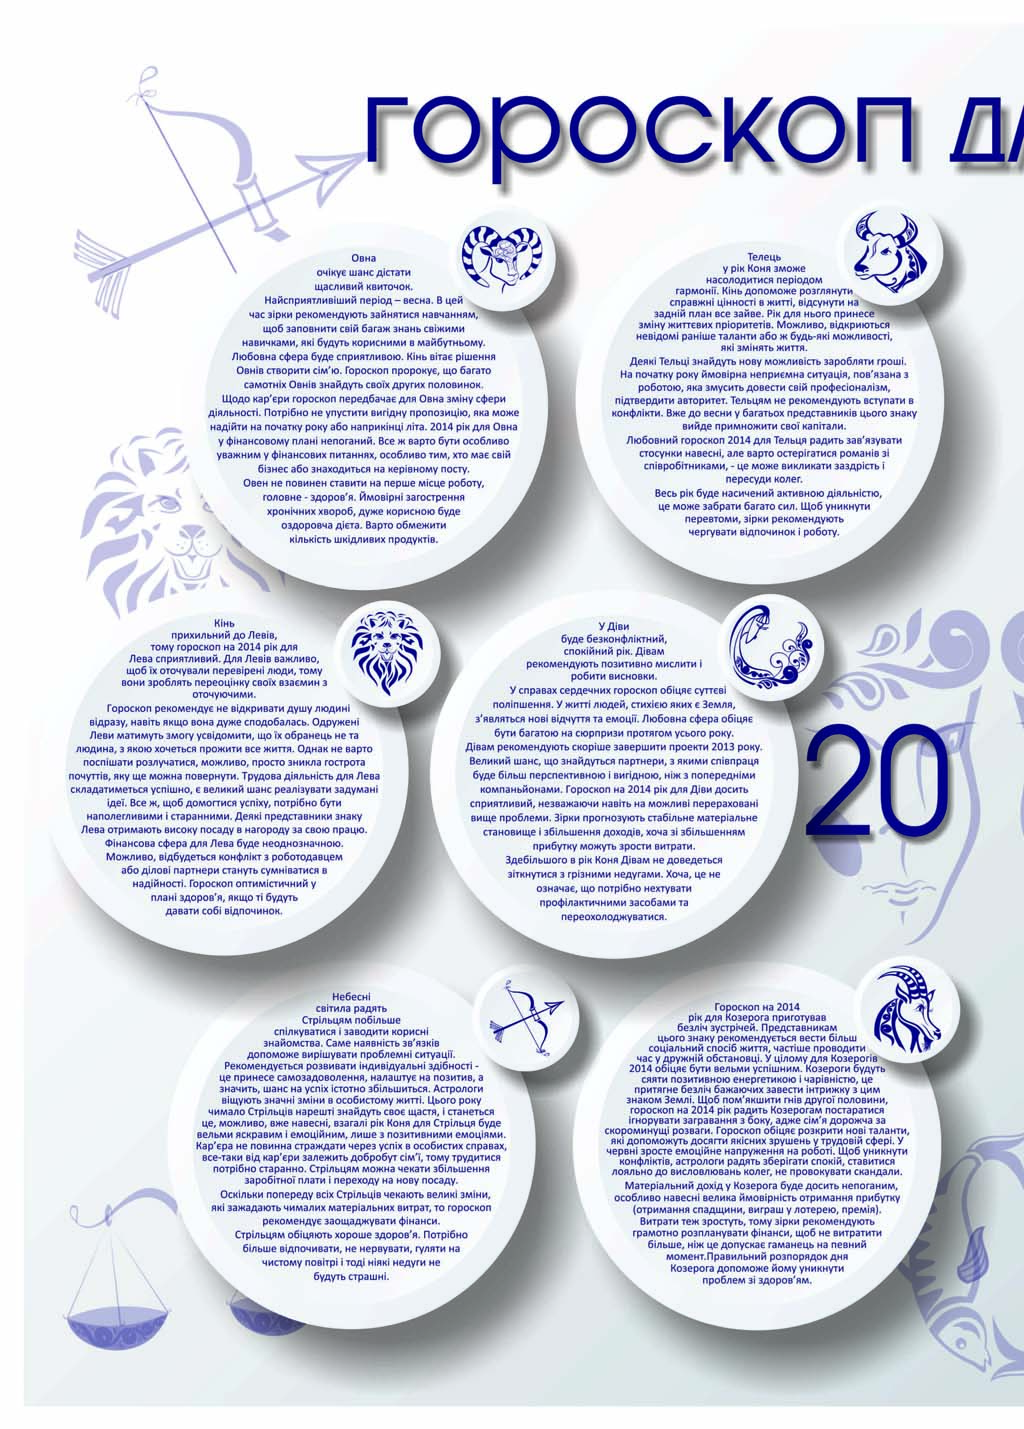 гороскоп дл
Овна
очікує шанс дістати
щасливий квиточок.
Найсприятливіший період – весна. В цей
час зірки рекомендують зайнятися навчанням,
щоб заповнити свій багаж знань свіжими
навичками, які будуть корисними в майбутньому.
Любовна сфера буде сприятливою. Кінь вітає рішення
Овнів створити сім’ю. Гороскоп пророкує, що багато
самотніх Овнів знайдуть своїх других половинок.
Щодо кар’єри гороскоп передбачає для Овна зміну сфери
діяльності. Потрібно не упустити вигідну пропозицію, яка може
надійти на початку року або наприкінці літа. 2014 рік для Овна
у фінансовому плані непоганий. Все ж варто бути особливо
уважним у фінансових питаннях, особливо тим, хто має свій
бізнес або знаходиться на керівному посту.
Овен не повинен ставити на перше місце роботу,
головне - здоров’я. Ймовірні загострення
хронічних хвороб, дуже корисною буде
оздоровча дієта. Варто обмежити
кількість шкідливих продуктів.
Телець
у рік Коня зможе
насолодитися періодом
гармонії. Кінь допоможе розглянути
справжні цінності в житті, відсунути на
задній план все зайве. Рік для нього принесе
зміну життєвих пріоритетів. Можливо, відкриються
невідомі раніше таланти або ж будь-які можливості,
які змінять життя.
Деякі Тельці знайдуть нову можливість заробляти гроші.
На початку року ймовірна неприємна ситуація, пов’язана з
роботою, яка змусить довести свій професіоналізм,
підтвердити авторитет. Тельцям не рекомендують вступати в
конфлікти. Вже до весни у багатьох представників цього знаку
вийде примножити свої капітали.
Любовний гороскоп 2014 для Тельця радить зав’язувати
стосунки навесні, але варто остерігатися романів зі
співробітниками, - це може викликати заздрість і
пересуди колег.
Весь рік буде насичений активною діяльністю,
це може забрати багато сил. Щоб уникнути
перевтоми, зірки рекомендують
чергувати відпочинок і роботу.
Кінь
прихильний до Левів,
тому гороскоп на 2014 рік для
Лева сприятливий. Для Левів важливо,
щоб їх оточували перевірені люди, тому
вони зроблять переоцінку своїх взаємин з
оточуючими.
Гороскоп рекомендує не відкривати душу людині
відразу, навіть якщо вона дуже сподобалась. Одружені
Леви матимуть змогу усвідомити, що їх обранець не та
людина, з якою хочеться прожити все життя. Однак не варто
поспішати розлучатися, можливо, просто зникла гострота
почуттів, яку ще можна повернути. Трудова діяльність для Лева
складатиметься успішно, є великий шанс реалізувати задумані
ідеї. Все ж, щоб домогтися успіху, потрібно бути
наполегливими і старанними. Деякі представники знаку
Лева отримають високу посаду в нагороду за свою працю.
Фінансова сфера для Лева буде неоднозначною.
Можливо, відбудеться конфлікт з роботодавцем
або ділові партнери стануть сумніватися в
надійності. Гороскоп оптимістичний у
плані здоров’я, якщо ті будуть
давати собі відпочинок.
У Діви
буде безконфліктний,
спокійний рік. Дівам
рекомендують позитивно мислити і
робити висновки.
У справах сердечних гороскоп обіцяє суттєві
поліпшення. У житті людей, стихією яких є Земля,
з’являться нові відчуття та емоції. Любовна сфера обіцяє
бути багатою на сюрпризи протягом усього року.
Дівам рекомендують скоріше завершити проекти 2013 року.
Великий шанс, що знайдуться партнери, з якими співпраця
буде більш перспективною і вигідною, ніж з попередніми
компаньйонами. Гороскоп на 2014 рік для Діви досить
сприятливий, незважаючи навіть на можливі перераховані
вище проблеми. Зірки прогнозують стабільне матеріальне
становище і збільшення доходів, хоча зі збільшенням
прибутку можуть зрости витрати.
Здебільшого в рік Коня Дівам не доведеться
зіткнутися з грізними недугами. Хоча, це не
означає, що потрібно нехтувати
профілактичними засобами та
переохолоджуватися.
20
Небесні
світила радять
Стрільцям побільше
спілкуватися і заводити корисні
знайомства. Саме наявність зв’язків
допоможе вирішувати проблемні ситуації.
Рекомендується розвивати індивідуальні здібності -
це принесе самозадоволення, налаштує на позитив, а
значить, шанс на успіх істотно збільшиться. Астрологи
віщують значні зміни в особистому житті. Цього року
чимало Стрільців нарешті знайдуть своє щастя, і станеться
це, можливо, вже навесні, взагалі рік Коня для Стрільця буде
вельми яскравим і емоційним, лише з позитивними емоціями.
Кар’єра не повинна страждати через успіх в особистих справах,
все-таки від кар’єри залежить добробут сім’ї, тому трудитися
потрібно старанно. Стрільцям можна чекати збільшення
заробітної плати і переходу на нову посаду.
Оскільки попереду всіх Стрільців чекають великі зміни,
які зажадають чималих матеріальних витрат, то гороскоп
рекомендує заощаджувати фінанси.
Стрільцям обіцяють хороше здоров’я. Потрібно
більше відпочивати, не нервувати, гуляти на
чистому повітрі і тоді ніякі недуги не
будуть страшні.
Гороскоп на 2014
рік для Козерога приготував
безліч зустрічей. Представникам
цього знаку рекомендується вести більш
соціальний спосіб життя, частіше проводити
час у дружній обстановці. У цілому для Козерогів
2014 обіцяє бути вельми успішним. Козероги будуть
сяяти позитивною енергетикою і чарівністю, це
притягне безліч бажаючих завести інтрижку з цим
знаком Землі. Щоб пом’якшити гнів другої половини,
гороскоп на 2014 рік радить Козерогам постаратися
ігнорувати загравання з боку, адже сім’я дорожча за
скороминущі розваги. Гороскоп обіцяє розкрити нові таланти,
які допоможуть досягти якісних зрушень у трудовій сфері. У
червні зросте емоційне напруження на роботі. Щоб уникнути
конфліктів, астрологи радять зберігати спокій, ставитися
лояльно до висловлювань колег, не провокувати скандали.
Матеріальний дохід у Козерога буде досить непоганим,
особливо навесні велика ймовірність отримання прибутку
(отримання спадщини, виграш у лотерею, премія).
Витрати теж зростуть, тому зірки рекомендують
грамотно розпланувати фінанси, щоб не витратити
більше, ніж це допускає гаманець на певний
момент.Правильний розпорядок дня
Козерога допоможе йому уникнути
проблем зі здоров’ям.